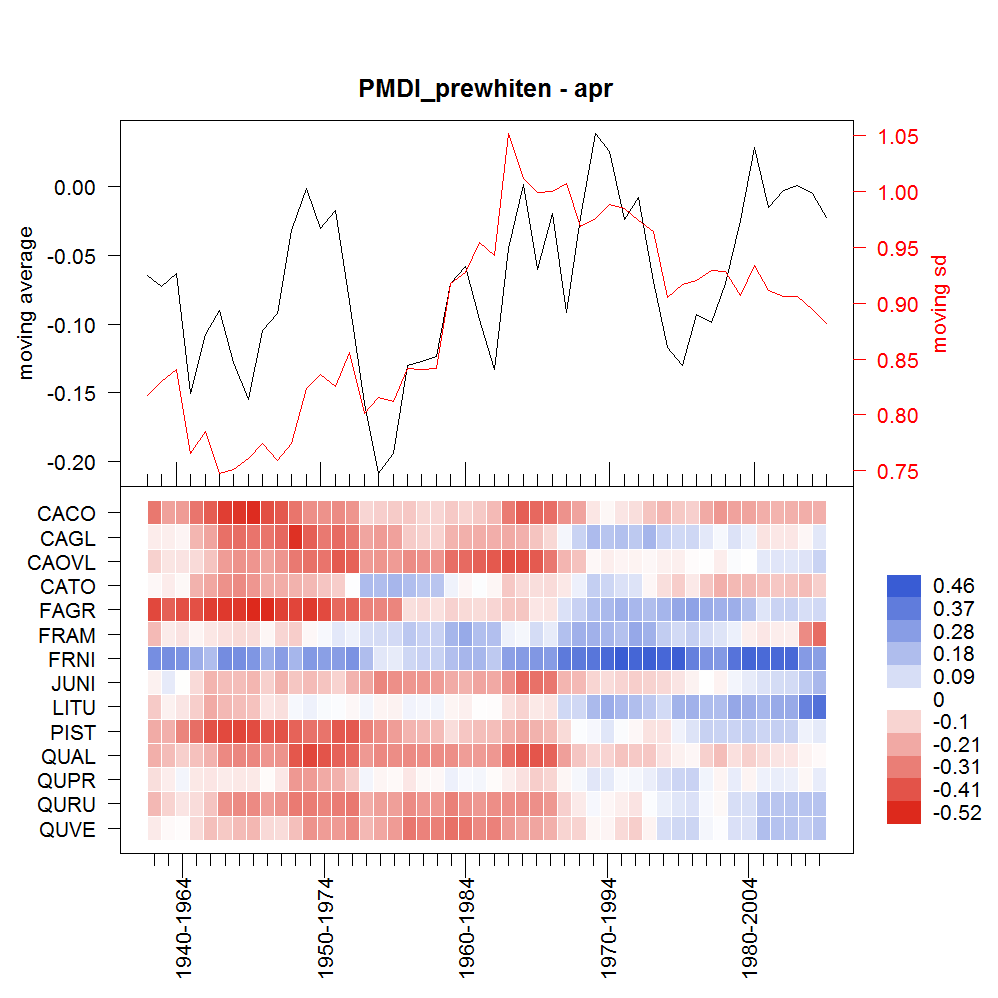 PMDI_prewhiten - apr
moving average
0.00
-0.05
-0.10
-0.15
-0.20
1.05
1.00
0.95
0.90
0.85
0.80
0.75
moving sd
CACO
CAGL
CAOVL
CATO
FAGR
FRAM
FRNI
JUNI
LITU
PIST
QUAL
QUPR
QURU
QUVE
0.46
0.37
0.28
0.18
0.09
0
-0.1
-0.21
-0.31
-0.41
-0.52
1940-1964
1950-1974
1960-1984
1970-1994
1980-2004